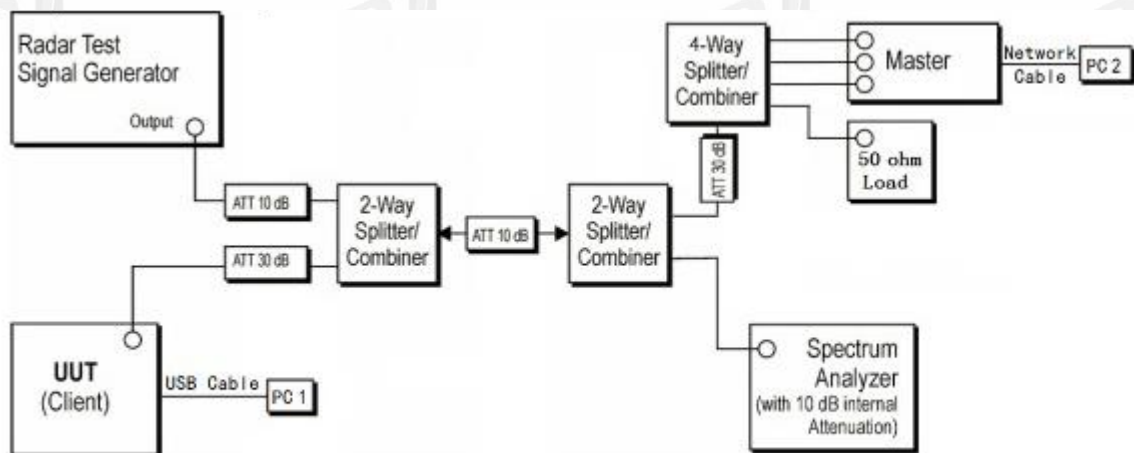 Radar Test
Signal Generator
Output
ATT 10 dB
ATT 30 dB
2-Way
Splitter/
Combiner
ATT 10 dB
2-Way
Splitter/
Combiner
ATT 30 dB
4-Way
Splitter/
Combiner
Master
Network
Cable
PC 2
50 ohm
Load
UUT
(Client)
USB Cable
PC 1
Spectrum
Analyzer
(with 10 dB internal
Attenuation)